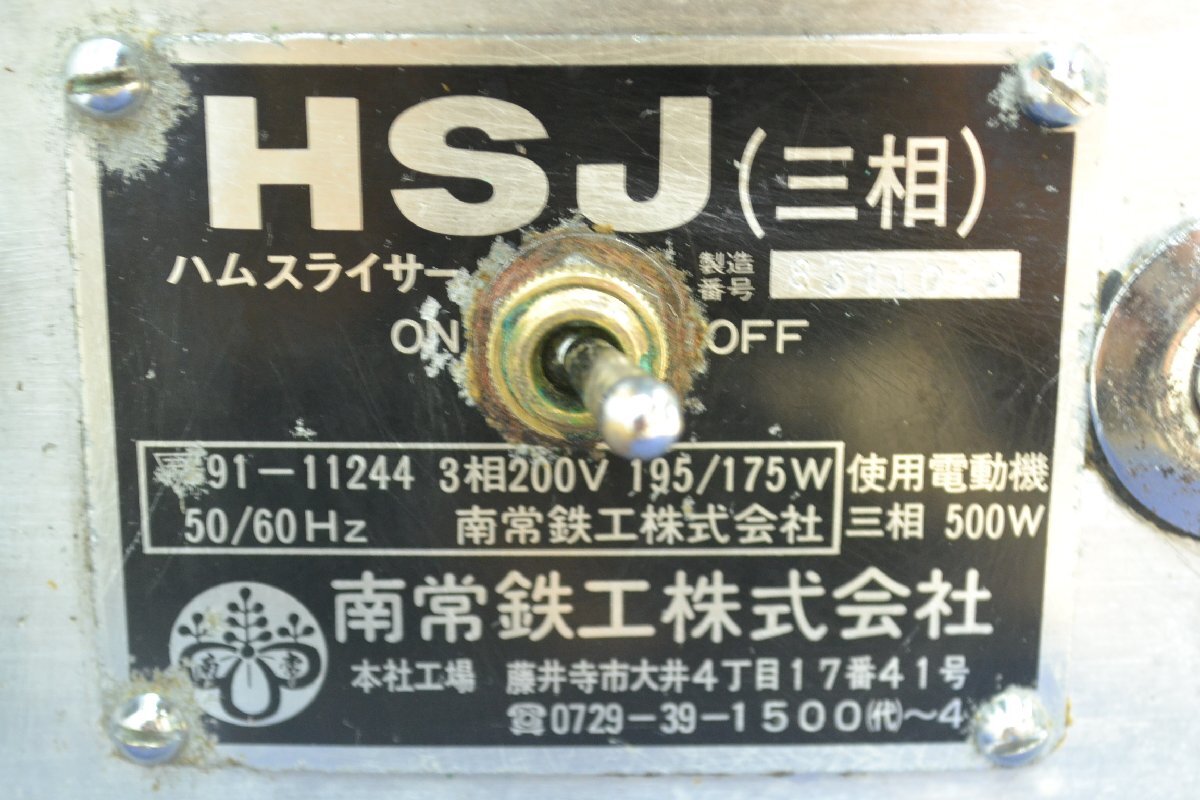 HSJ(三相)
ハムスライサー
製造
番号
ON OFF
91-11244 3相200V 195/175W
50/60Hz 南常鉄工株式会社
使用電動機
三相 500W
南常鉄工株式会社
本社工場 藤井寺市大井4丁目17番41号
☎0729-39-1500㈹~4